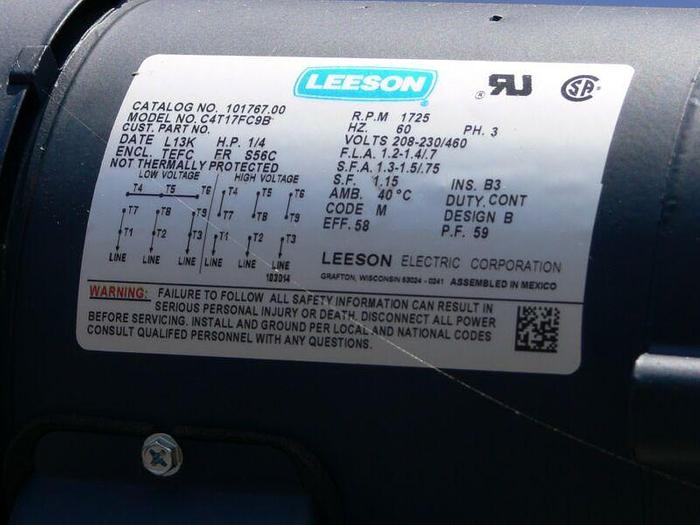 LEESON
CATALOG NO. 101767.00 R.P.M 1725
MODEL NO. C4T17FC9B HZ. 60 PH. 3
CUST. PART NO. VOLTS 208-230/460
DATE L13K H.P. 1/4 F.L.A. 1.2-1.4/.7
ENCL. TEFC FR S56C S.F.A. 1.3-1.5/.75
NOT THERMALLY PROTECTED S.F. 1.15 INS. B3
LOW VOLTAGE HIGH VOLTAGE AMB. 40°C DUTY. CONT
T4 T5 T6 T4 T5 T6 CODE M DESIGN B
T7 T8 T9 T7 T8 T9 EFF. 58 P.F. 59
T1 T2 T3 T1 T2 T3
LINE LINE LINE LINE LINE LINE
LEESON ELECTRIC CORPORATION
103014 GRAFTON, WISCONSIN 53024 - 0241 ASSEMBLED IN MEXICO
WARNING: FAILURE TO FOLLOW ALL SAFETY INFORMATION CAN RESULT IN
SERIOUS PERSONAL INJURY OR DEATH. DISCONNECT ALL POWER
BEFORE SERVICING. INSTALL AND GROUND PER LOCAL AND NATIONAL CODES
CONSULT QUALIFED PERSONNEL WITH ANY QUESTIONS.